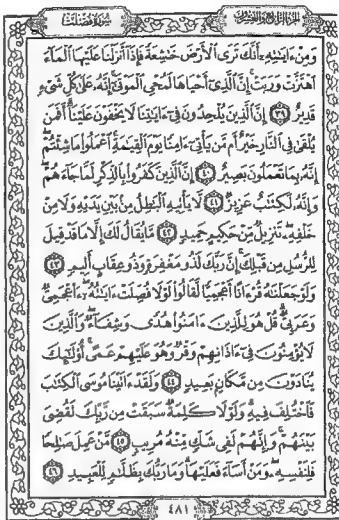 الجزء الرابع والعشرون سورة فصلت
وَمِنْ ءَايَٰتِهِۦٓ أَنَّكَ تَرَى ٱلْأَرْضَ خَٰشِعَةً فَإِذَآ أَنزَلْنَا عَلَيْهَا ٱلْمَآءَ
ٱهْتَزَّتْ وَرَبَتْ إِنَّ ٱلَّذِىٓ أَحْيَاهَا لَمُحْىِ ٱلْمَوْتَىٰٓ إِنَّهُۥ عَلَىٰ كُلِّ شَىْءٍ
قَدِيرٌ ٣٩ إِنَّ ٱلَّذِينَ يُلْحِدُونَ فِىٓ ءَايَٰتِنَا لَا يَخْفَوْنَ عَلَيْنَآ أَفَمَن
يُلْقَىٰ فِى ٱلنَّارِ خَيْرٌ أَم مَّن يَأْتِىٓ ءَامِنًا يَوْمَ ٱلْقِيَٰمَةِ ٱعْمَلُوا۟ مَا شِئْتُمْ
إِنَّهُۥ بِمَا تَعْمَلُونَ بَصِيرٌ ٤٠ إِنَّ ٱلَّذِينَ كَفَرُوا۟ بِٱلذِّكْرِ لَمَّا جَآءَهُمْ
وَإِنَّهُۥ لَكِتَٰبٌ عَزِيزٌ ٤١ لَّا يَأْتِيهِ ٱلْبَٰطِلُ مِنۢ بَيْنِ يَدَيْهِ وَلَا مِنْ
خَلْفِهِۦ تَنزِيلٌ مِّنْ حَكِيمٍ حَمِيدٍ ٤٢ مَّا يُقَالُ لَكَ إِلَّا مَا قَدْ قِيلَ
لِلرُّسُلِ مِن قَبْلِكَ إِنَّ رَبَّكَ لَذُو مَغْفِرَةٍ وَذُو عِقَابٍ أَلِيمٍ ٤٣
وَلَوْ جَعَلْنَٰهُ قُرْءَانًا أَعْجَمِيًّا لَّقَالُوا۟ لَوْلَا فُصِّلَتْ ءَايَٰتُهُۥٓ ءَا۬عْجَمِىٌّ
وَعَرَبِىٌّ قُلْ هُوَ لِلَّذِينَ ءَامَنُوا۟ هُدًى وَشِفَآءٌ وَٱلَّذِينَ
لَا يُؤْمِنُونَ فِىٓ ءَاذَانِهِمْ وَقْرٌ وَهُوَ عَلَيْهِمْ عَمًى أُو۟لَٰٓئِكَ
يُنَادَوْنَ مِن مَّكَانٍۭ بَعِيدٍ ٤٤ وَلَقَدْ ءَاتَيْنَا مُوسَى ٱلْكِتَٰبَ
فَٱخْتُلِفَ فِيهِ وَلَوْلَا كَلِمَةٌ سَبَقَتْ مِن رَّبِّكَ لَقُضِىَ
بَيْنَهُمْ وَإِنَّهُمْ لَفِى شَكٍّ مِّنْهُ مُرِيبٍ ٤٥ مَّنْ عَمِلَ صَٰلِحًا
فَلِنَفْسِهِۦ وَمَنْ أَسَآءَ فَعَلَيْهَا وَمَا رَبُّكَ بِظَلَّٰمٍ لِّلْعَبِيدِ ٤٦
٤٨١